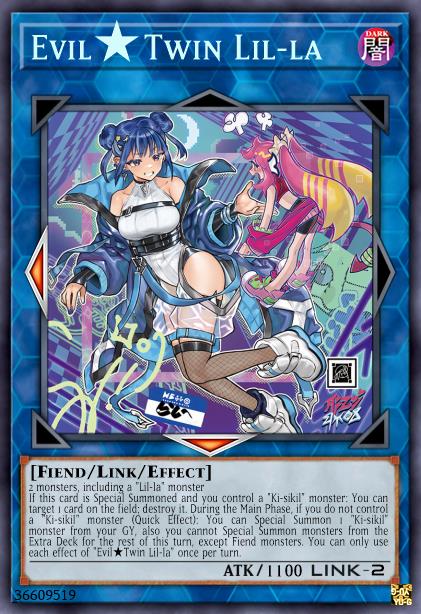 Evil★Twin Lil-la
DARK
闇
HELLO
[Fiend/Link/Effect]
2 monsters, including a "Lil-la" monster
If this card is Special Summoned and you control a "Ki-sikil" monster: You can
target 1 card on the field; destroy it. During the Main Phase, if you do not control
a "Ki-sikil" monster (Quick Effect): You can Special Summon 1 "Ki-sikil"
monster from your GY, also you cannot Special Summon monsters from the
Extra Deck for the rest of this turn, except Fiend monsters. You can only use
each effect of "Evil★Twin Lil-la" once per turn.
ATK/1100 LINK-2
36609519